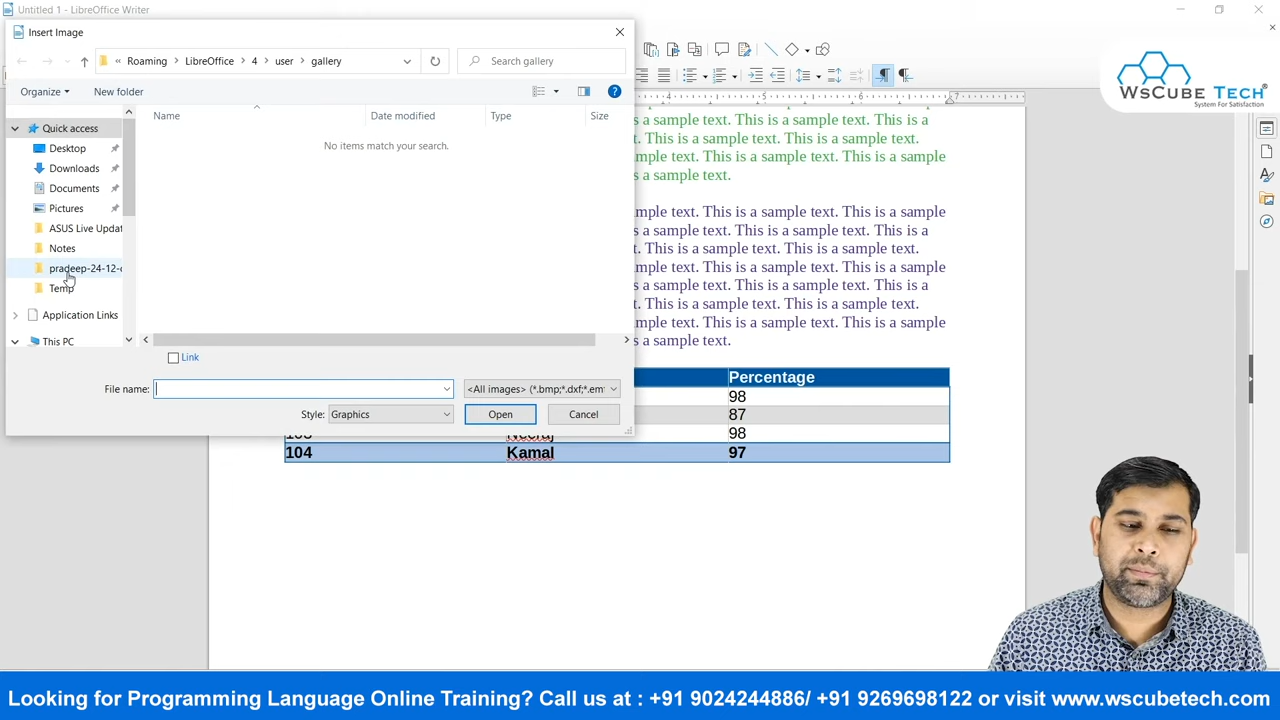 Untitled 1 - LibreOffice Writer
Insert Image
« Roaming > LibreOffice > 4 > user > gallery
Search gallery
Organize
New folder
Name
Date modified
Type
Size
No items match your search.
Quick access
Desktop
Downloads
Documents
Pictures
ASUS Live Updat
Notes
pradeep-24-12-
Temp
Application Links
This PC
Link
File name:
<All images> (*.bmp;*.dxf;*.em
Style: Graphics
Open
Cancel
WsCube Tech®
System For Satisfaction
4 5 6 7
s a sample text. This is a sample text. This is a
t. This is a sample text. This is a sample text.
mple text. This is a sample text. This is a sample
s a sample text.
mple text. This is a sample text. This is a sample
s a sample text. This is a sample text. This is a
t. This is a sample text. This is a sample text.
mple text. This is a sample text. This is a sample
s a sample text. This is a sample text. This is a
t. This is a sample text. This is a sample text.
mple text. This is a sample text. This is a sample
s a sample text.
Percentage
98
87
103 Neeraj 98
104 Kamal 97
Looking for Programming Language Online Training? Call us at : +91 9024244886/ +91 9269698122 or visit www.wscubetech.com